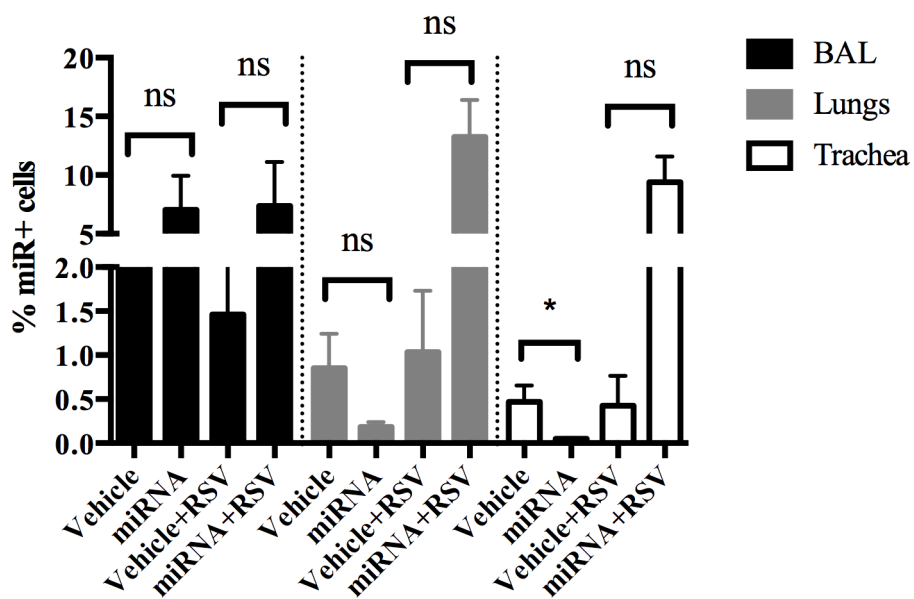 ns
ns
ns
ns
ns
*
ns
BAL
Lungs
Trachea
% miR+ cells
20
15
10
5
2.0
1.5
1.0
0.5
0.0
Vehicle
miRNA
Vehicle+RSV
miRNA+RSV
Vehicle
miRNA
Vehicle+RSV
miRNA+RSV
Vehicle
miRNA
Vehicle+RSV
miRNA+RSV